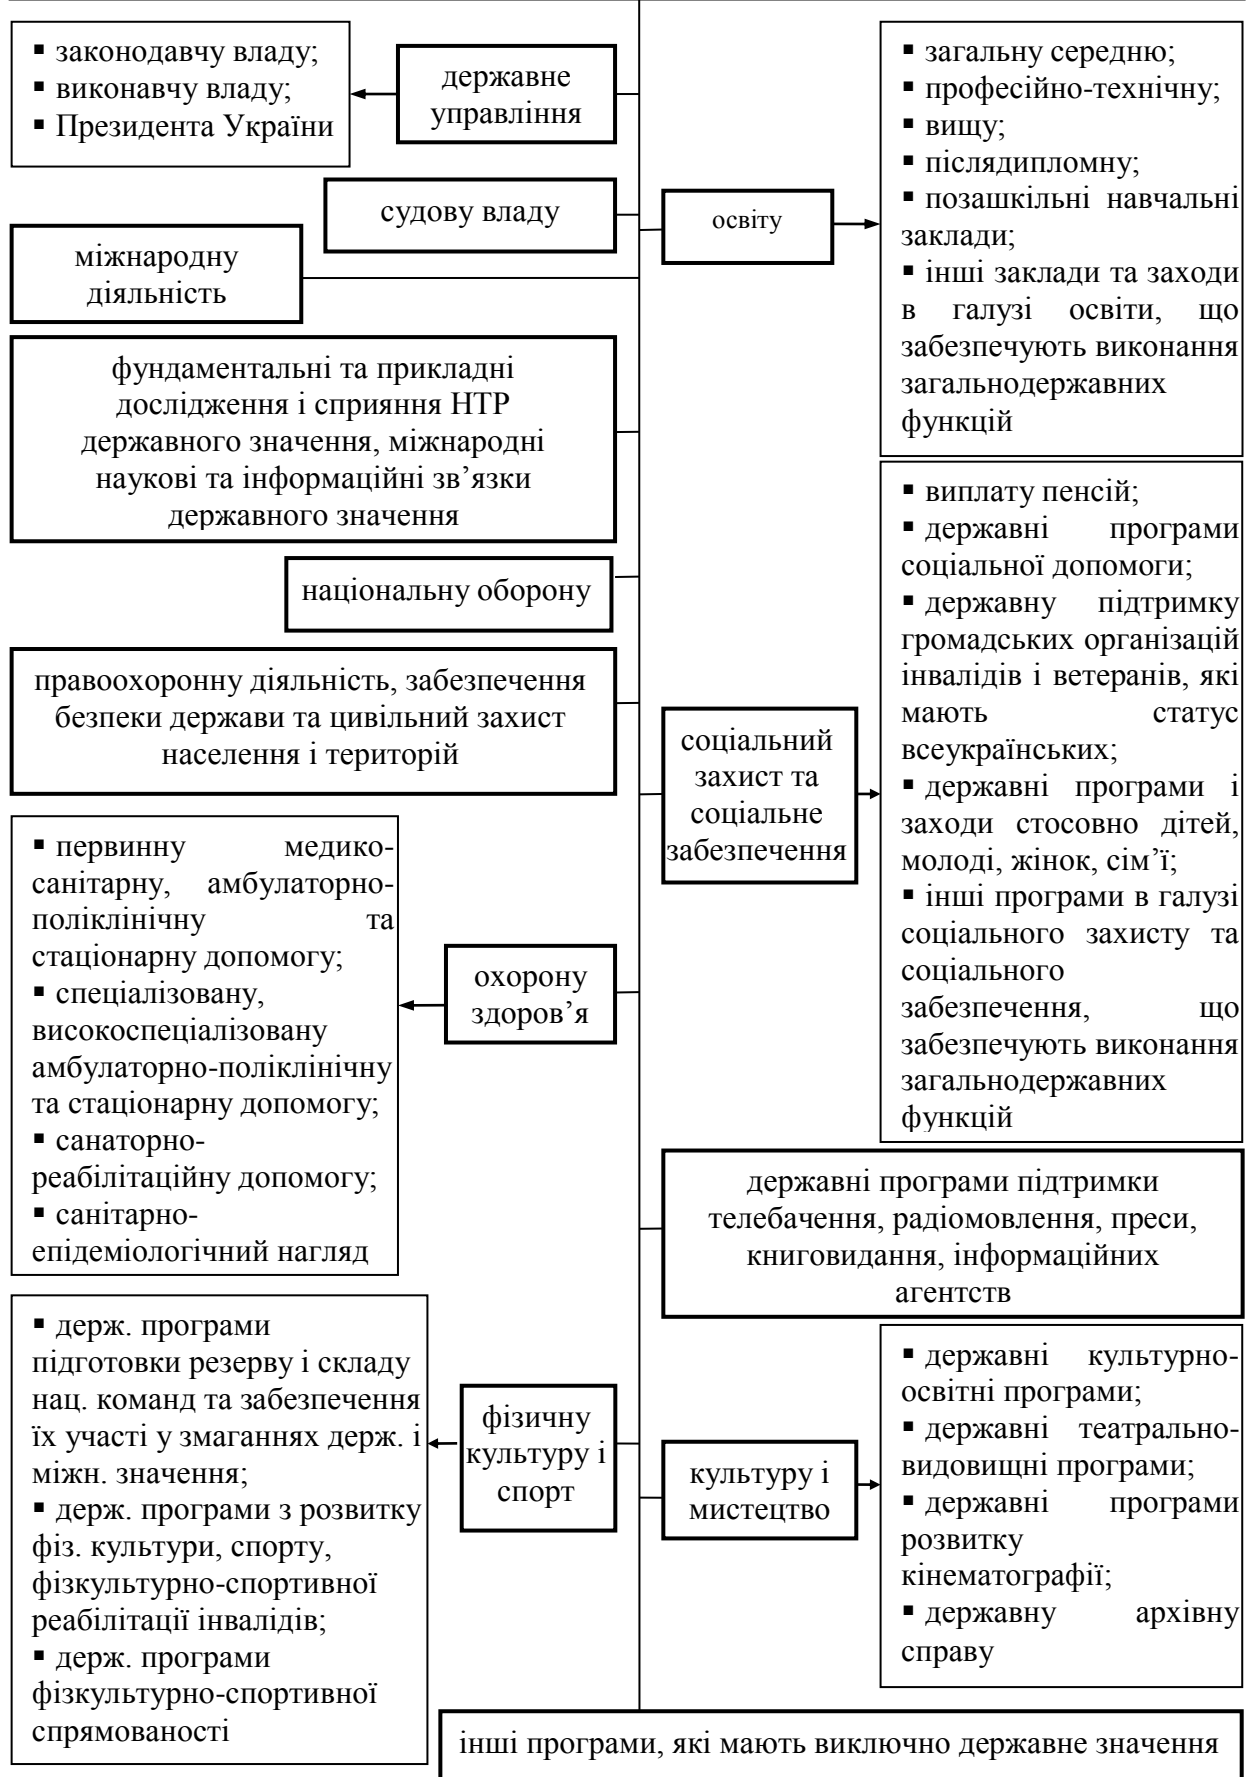 ▪ законодавчу владу;
▪ виконавчу владу;
▪ Президента України
державне
управління
судову владу
міжнародну
діяльність
фундаментальні та прикладні
дослідження і сприяння НТР
державного значення, міжнародні
наукові та інформаційні зв’язки
державного значення
національну оборону
правоохоронну діяльність, забезпечення
безпеки держави та цивільний захист
населення і територій
▪ первинну медико-
санітарну, амбулаторно-
поліклінічну та
стаціонарну допомогу;
▪ спеціалізовану,
високоспеціалізовану
амбулаторно-поліклінічну
та стаціонарну допомогу;
▪ санаторно-
реабілітаційну допомогу;
▪ санітарно-
епідеміологічний нагляд
охорону
здоров’я
▪ держ. програми
підготовки резерву і складу
нац. команд та забезпечення
їх участі у змаганнях держ. і
міжн. значення;
▪ держ. програми з розвитку
фіз. культури, спорту,
фізкультурно-спортивної
реабілітації інвалідів;
▪ держ. програми
фізкультурно-спортивної
спрямованості
фізичну
культуру і
спорт
освіту
▪ загальну середню;
▪ професійно-технічну;
▪ вищу;
▪ післядипломну;
▪ позашкільні навчальні
заклади;
▪ інші заклади та заходи
в галузі освіти, що
забезпечують виконання
загальнодержавних
функцій
соціальний
захист та
соціальне
забезпечення
▪ виплату пенсій;
▪ державні програми
соціальної допомоги;
▪ державну підтримку
громадських організацій
інвалідів і ветеранів, які
мають статус
всеукраїнських;
▪ державні програми і
заходи стосовно дітей,
молоді, жінок, сім’ї;
▪ інші програми в галузі
соціального захисту та
соціального
забезпечення, що
забезпечують виконання
загальнодержавних
функцій
державні програми підтримки
телебачення, радіомовлення, преси,
книговидання, інформаційних
агентств
культуру і
мистецтво
▪ державні культурно-
освітні програми;
▪ державні театрально-
видовищні програми;
▪ державні програми
розвитку
кінематографії;
▪ державну архівну
справу
інші програми, які мають виключно державне значення